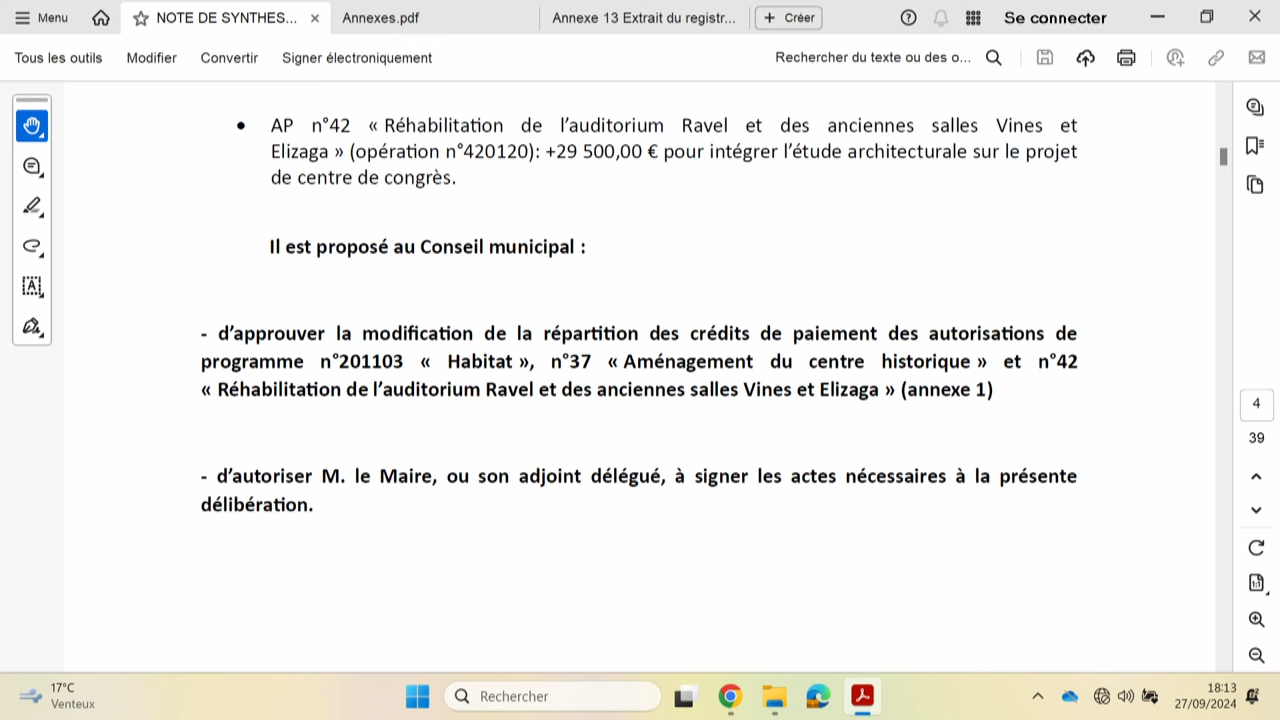 Menu
NOTE DE SYNTHES...
Annexes.pdf
Annexe 13 Extrait du registr...
+ Créer
Se connecter
Tous les outils
Modifier
Convertir
Signer électroniquement
Rechercher du texte ou des o...
• AP n°42 « Réhabilitation de l'auditorium Ravel et des anciennes salles Vines et
Elizaga » (opération n°420120): +29 500,00 € pour intégrer l'étude architecturale sur le projet
de centre de congrès.
Il est proposé au Conseil municipal :
- d'approuver la modification de la répartition des crédits de paiement des autorisations de
programme n°201103 « Habitat », n°37 « Aménagement du centre historique » et n°42
« Réhabilitation de l'auditorium Ravel et des anciennes salles Vines et Elizaga » (annexe 1)
- d'autoriser M. le Maire, ou son adjoint délégué, à signer les actes nécessaires à la présente
délibération.
4
39
17°C
Venteux
Rechercher
18:13
27/09/2024